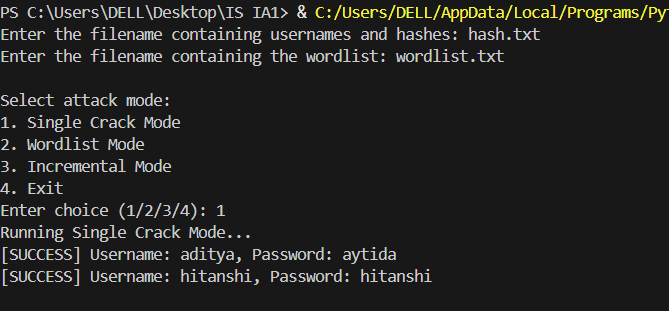 PS C:\Users\DELL\Desktop\IS IA1> & C:/Users/DELL/AppData/Local/Programs/Py
Enter the filename containing usernames and hashes: hash.txt
Enter the filename containing the wordlist: wordlist.txt
Select attack mode:
1. Single Crack Mode
2. Wordlist Mode
3. Incremental Mode
4. Exit
Enter choice (1/2/3/4): 1
Running Single Crack Mode...
[SUCCESS] Username: aditya, Password: aytida
[SUCCESS] Username: hitanshi, Password: hitanshi